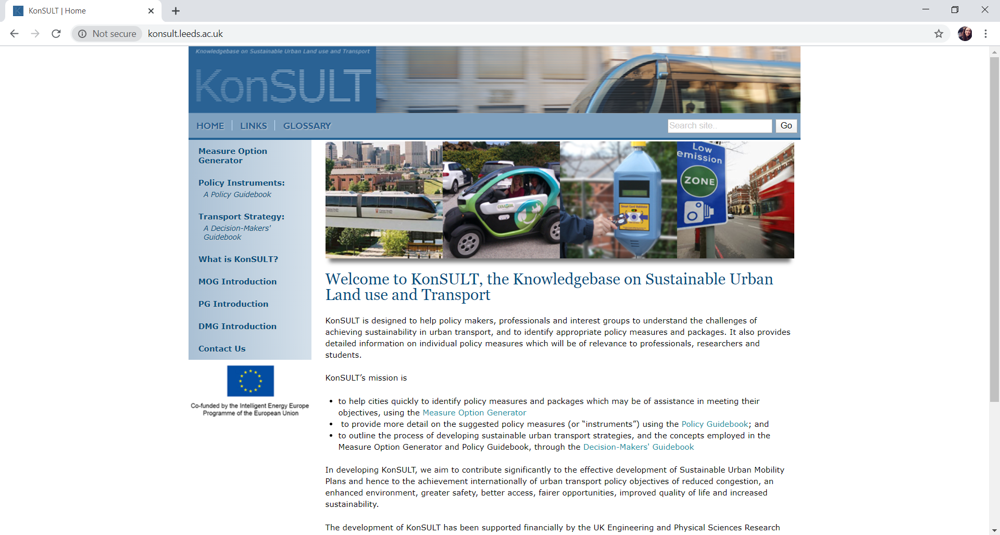 KonSULT | Home
Not secure
konsult.leeds.ac.uk
Knowledgebase on Sustainable Urban Land use and Transport
KonSULT
HOME
LINKS
GLOSSARY
Search site..
Go
Measure Option
Generator
Policy Instruments:
A Policy Guidebook
Transport Strategy:
A Decision-Makers'
Guidebook
What is KonSULT?
MOG Introduction
PG Introduction
DMG Introduction
Contact Us
Co-funded by the Intelligent Energy Europe
Programme of the European Union
Smart Card Validator
Low
emission
ZONE
Welcome to KonSULT, the Knowledgebase on Sustainable Urban
Land use and Transport
KonSULT is designed to help policy makers, professionals and interest groups to understand the challenges of
achieving sustainability in urban transport, and to identify appropriate policy measures and packages. It also provides
detailed information on individual policy measures which will be of relevance to professionals, researchers and
students.
KonSULT’s mission is
• to help cities quickly to identify policy measures and packages which may be of assistance in meeting their
objectives, using the Measure Option Generator
• to provide more detail on the suggested policy measures (or “instruments”) using the Policy Guidebook; and
• to outline the process of developing sustainable urban transport strategies, and the concepts employed in the
Measure Option Generator and Policy Guidebook, through the Decision-Makers' Guidebook
In developing KonSULT, we aim to contribute significantly to the effective development of Sustainable Urban Mobility
Plans and hence to the achievement internationally of urban transport policy objectives of reduced congestion, an
enhanced environment, greater safety, better access, fairer opportunities, improved quality of life and increased
sustainability.
The development of KonSULT has been supported financially by the UK Engineering and Physical Sciences Research